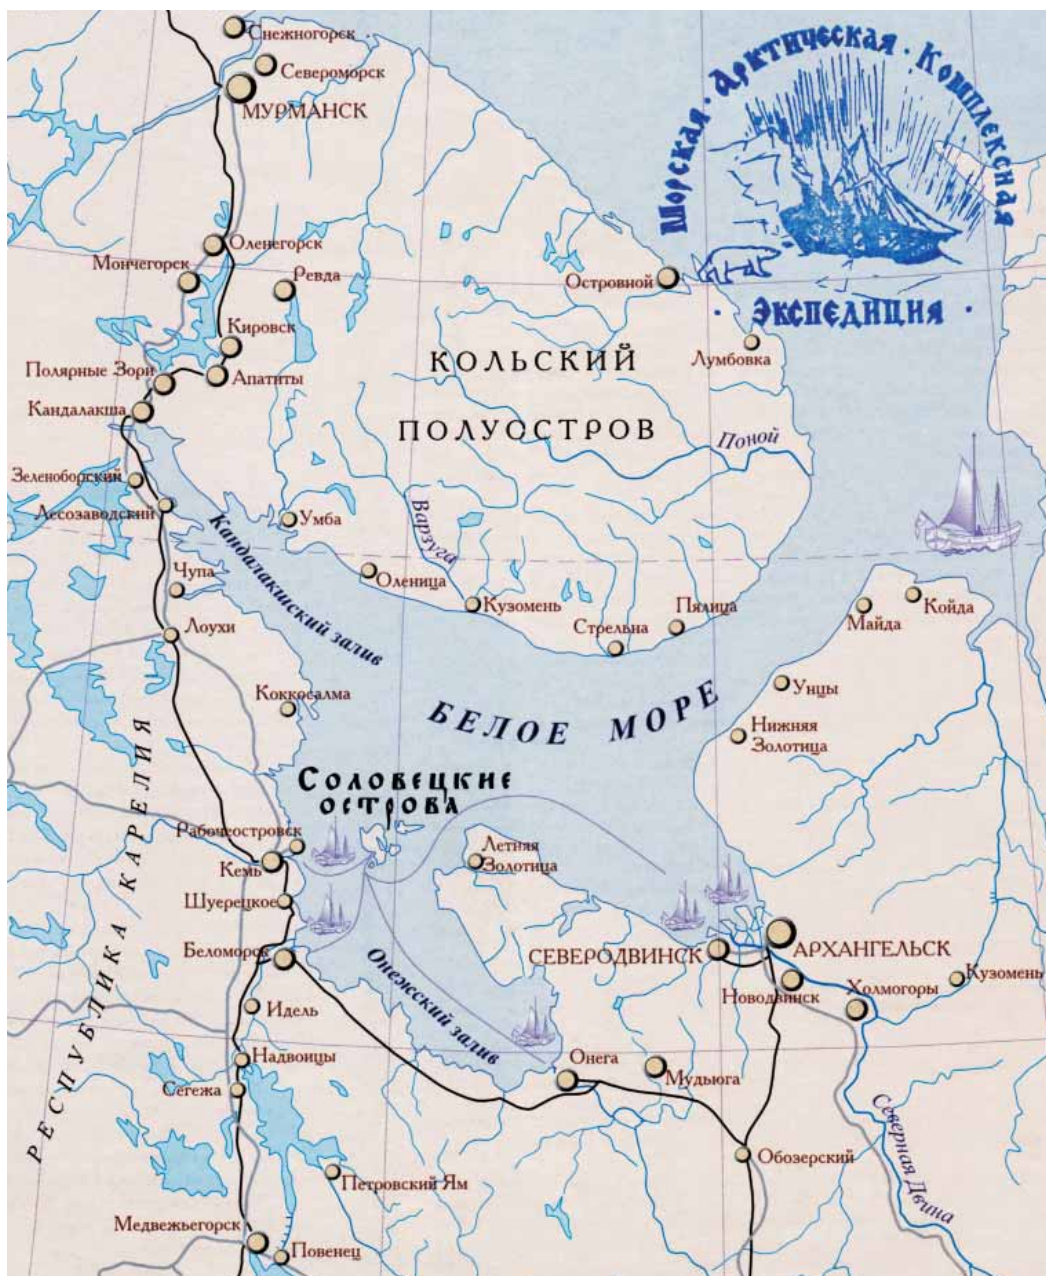 Снежногорск
Североморск
МУРМАНСК
Морская · Арктическая · Комплексная
· Экспедиция ·
Оленегорск
Мончегорск
Ревда
Островной
Кировск
КОЛЬСКИЙ
Лумбовка
Полярные Зори
Апатиты
Кандалакша
ПОЛУОСТРОВ
Поной
Зеленоборский
Лесозаводский
Умба
Варзуга
Кандалакшский залив
Чупа
Оленица
Кузомень
Пялица
Стрельна
Койда
Майда
Лоухи
Унцы
Коккосалма
БЕЛОЕ МОРЕ
Нижняя
Золотица
РЕСПУБЛИКА КАРЕЛИЯ
Соловецкие
острова
Рабочеостровск
Летняя
Золотица
Кемь
Шуерецкое
Беломорск
СЕВЕРОДВИНСК
АРХАНГЕЛЬСК
Онежский залив
Новодвинск
Холмогоры
Кузомень
Идель
Надвоицы
Онега
Мудьюга
Сегежа
Северная Двина
Обозерский
Петровский Ям
Медвежьегорск
Повенец